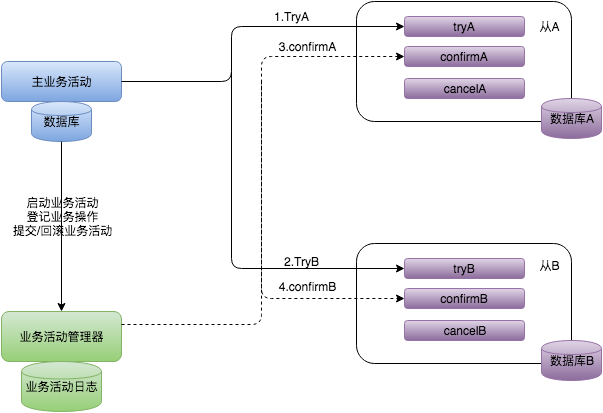 1.TryA
tryA
从A
3.confirmA
confirmA
cancelA
主业务活动
数据库
数据库A
启动业务活动
登记业务操作
提交/回滚业务活动
2.TryB
tryB
从B
4.confirmB
confirmB
cancelB
业务活动管理器
数据库B
业务活动日志